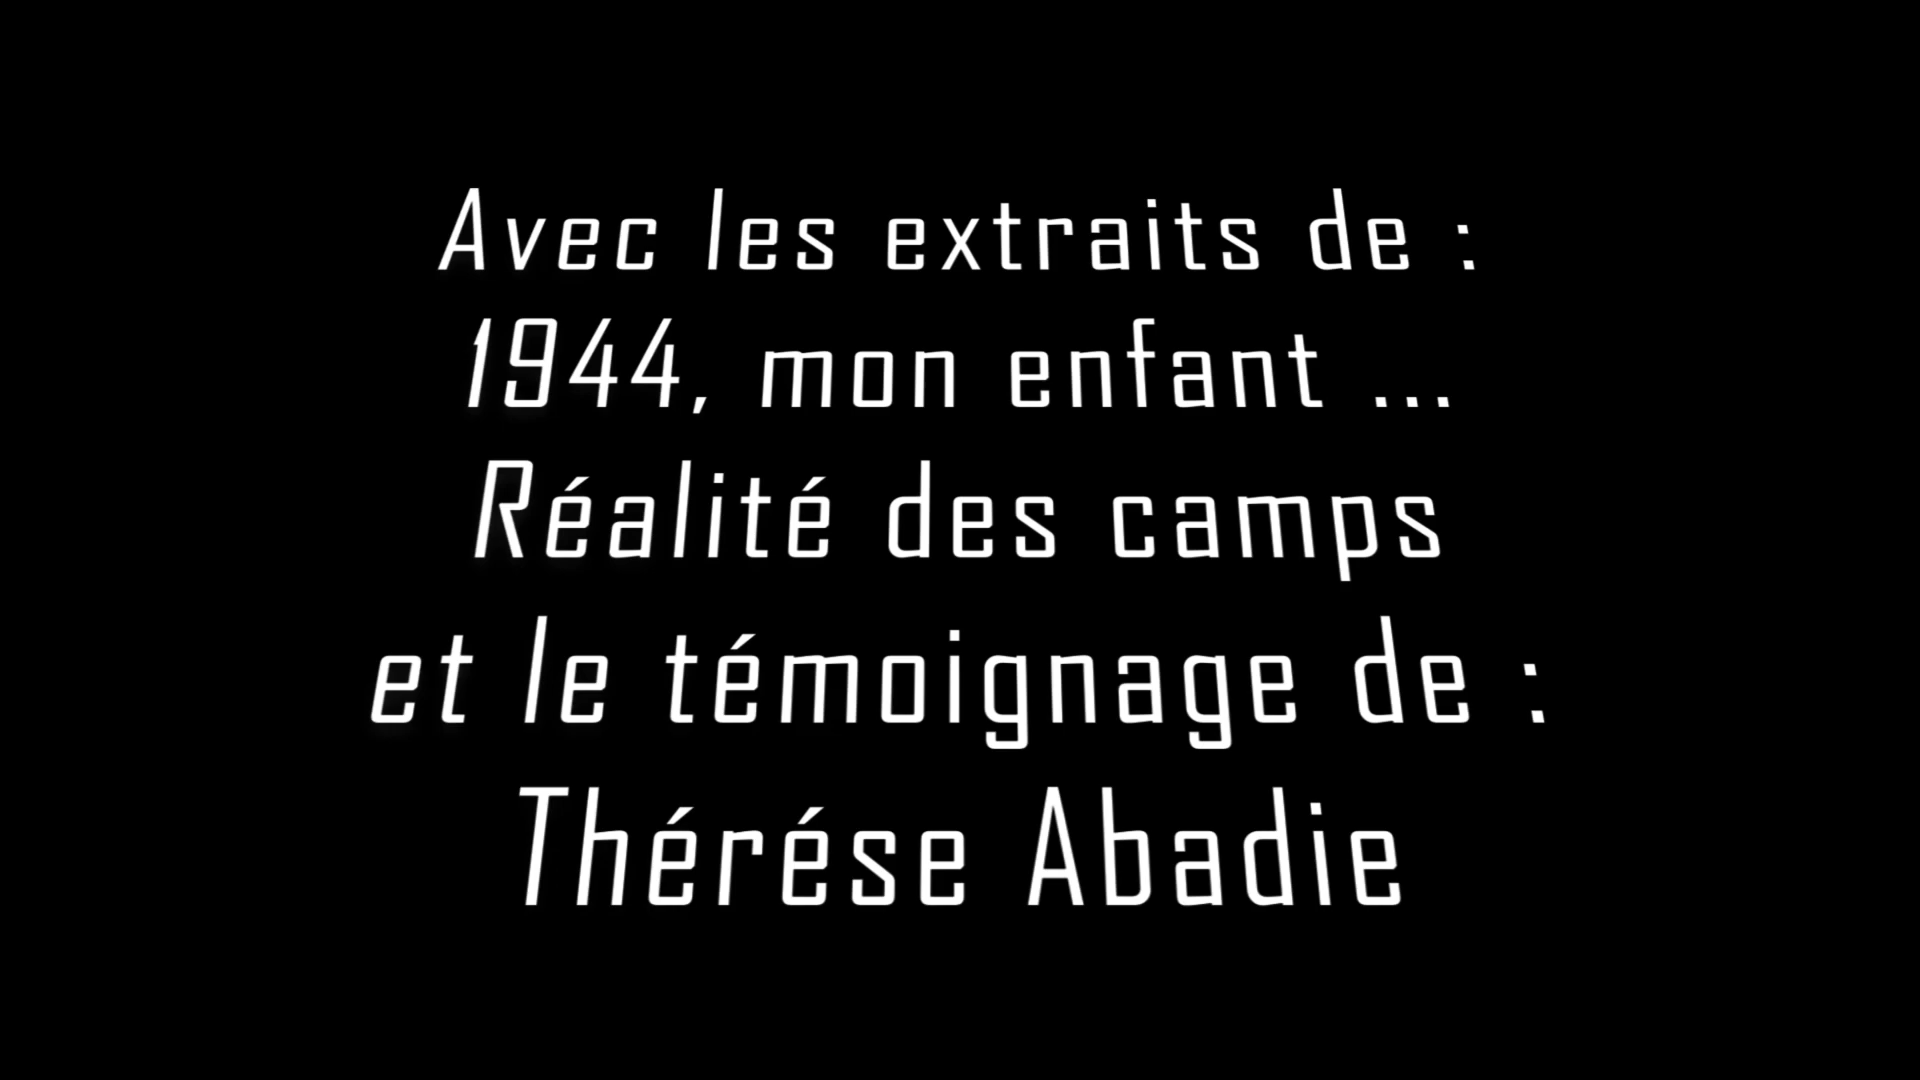 Avec les extraits de :
1944, mon enfant ...
Réalité des camps
et le témoignage de :
Thérése Abadie